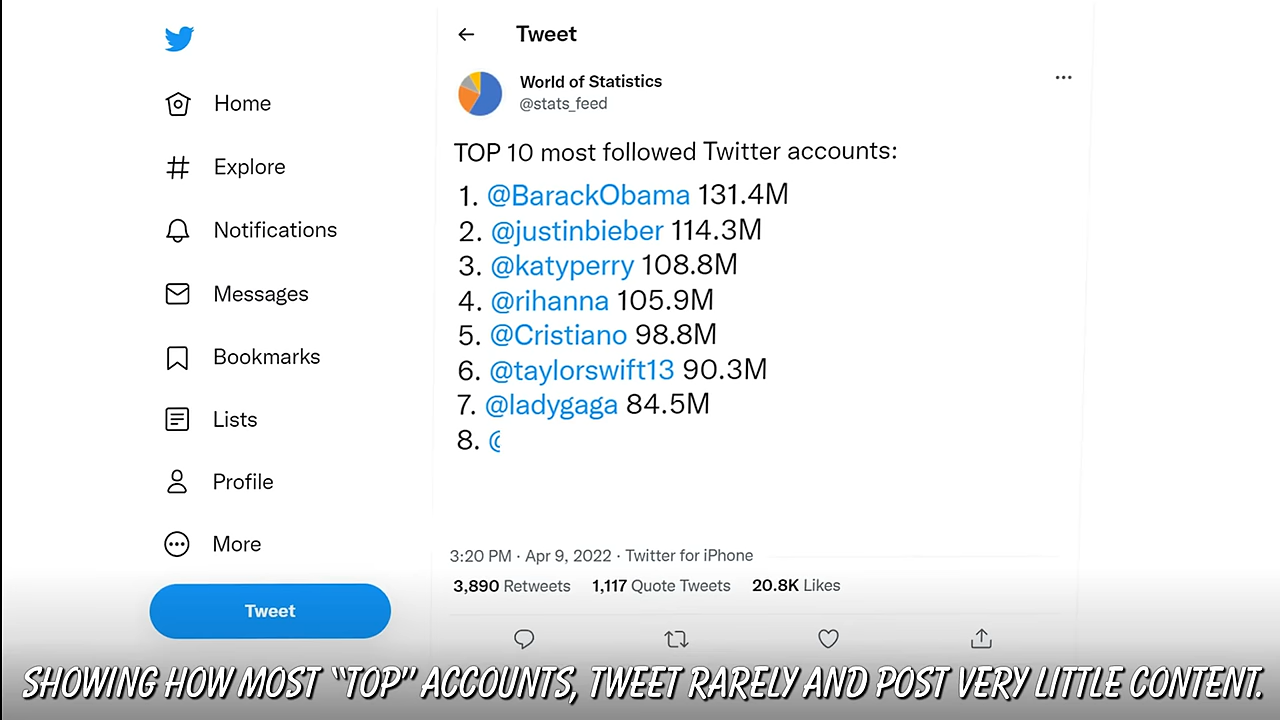 Tweet
Home
Explore
Notifications
Messages
Bookmarks
Lists
Profile
More
Tweet
World of Statistics
@stats_feed
TOP 10 most followed Twitter accounts:
1. @BarackObama 131.4M
2. @justinbieber 114.3M
3. @katyperry 108.8M
4. @rihanna 105.9M
5. @Cristiano 98.8M
6. @taylorswift13 90.3M
7. @ladygaga 84.5M
8. @
3:20 PM · Apr 9, 2022 · Twitter for iPhone
3,890 Retweets 1,117 Quote Tweets 20.8K Likes
SHOWING HOW MOST “TOP” ACCOUNTS, TWEET RARELY AND POST VERY LITTLE CONTENT.